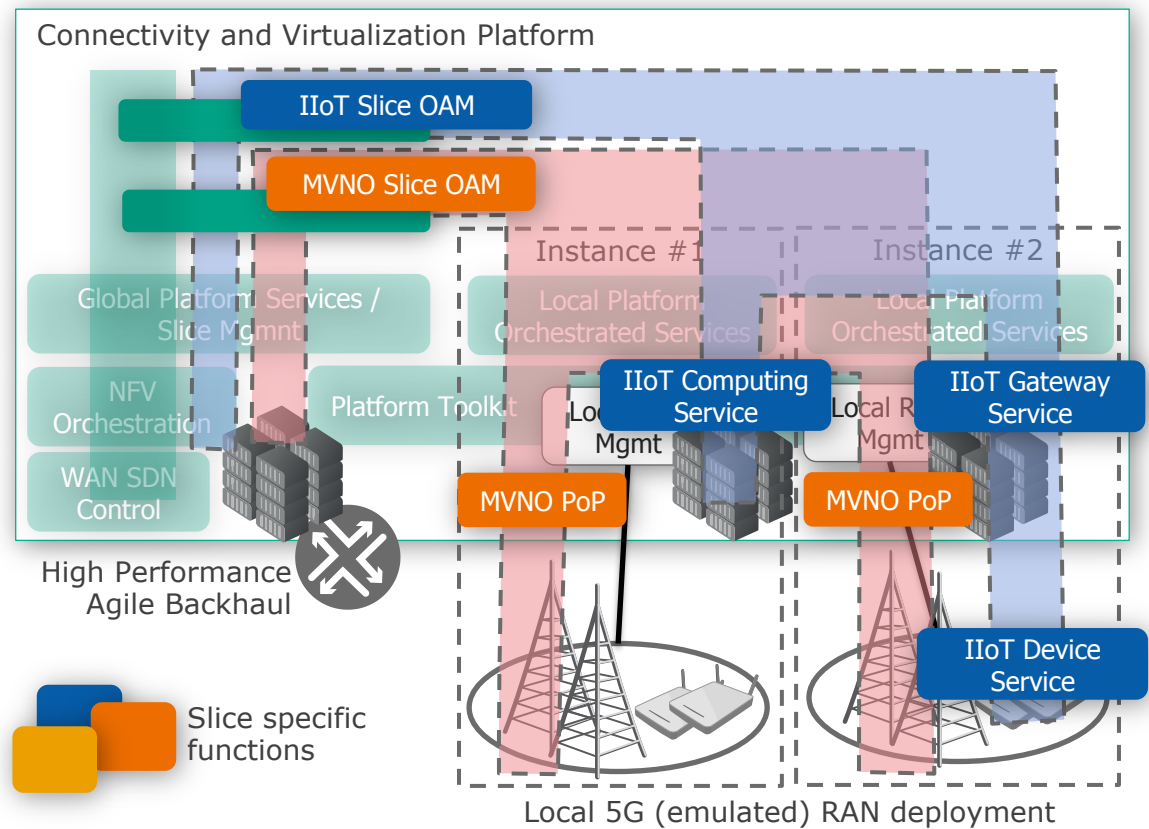 Connectivity and Virtualization Platform
IIoT Slice OAM
MVNO Slice OAM
Instance #1
Instance #2
Global Platform Services /
Slice Mgmnt
Local Platform
Orchestrated Services
Local Platform
Orchestrated Services
NFV
Orchestration
Platform Toolkit
IIoT Computing
Service
IIoT Gateway
Service
Mgmt
Local
Mgmt
WAN SDN
Control
MVNO PoP
MVNO PoP
High Performance
Agile Backhaul
IIoT Device
Service
Slice specific
functions
Local 5G (emulated) RAN deployment